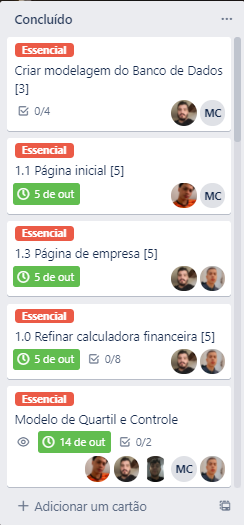 Concluído
Essencial
Criar modelagem do Banco de Dados
[3]
0/4
MC
Essencial
1.1 Página inicial [5]
5 de out
MC
Essencial
1.3 Página de empresa [5]
5 de out
Essencial
1.0 Refinar calculadora financeira [5]
5 de out
0/8
Essencial
Modelo de Quartil e Controle
14 de out
0/2
MC
Adicionar um cartão